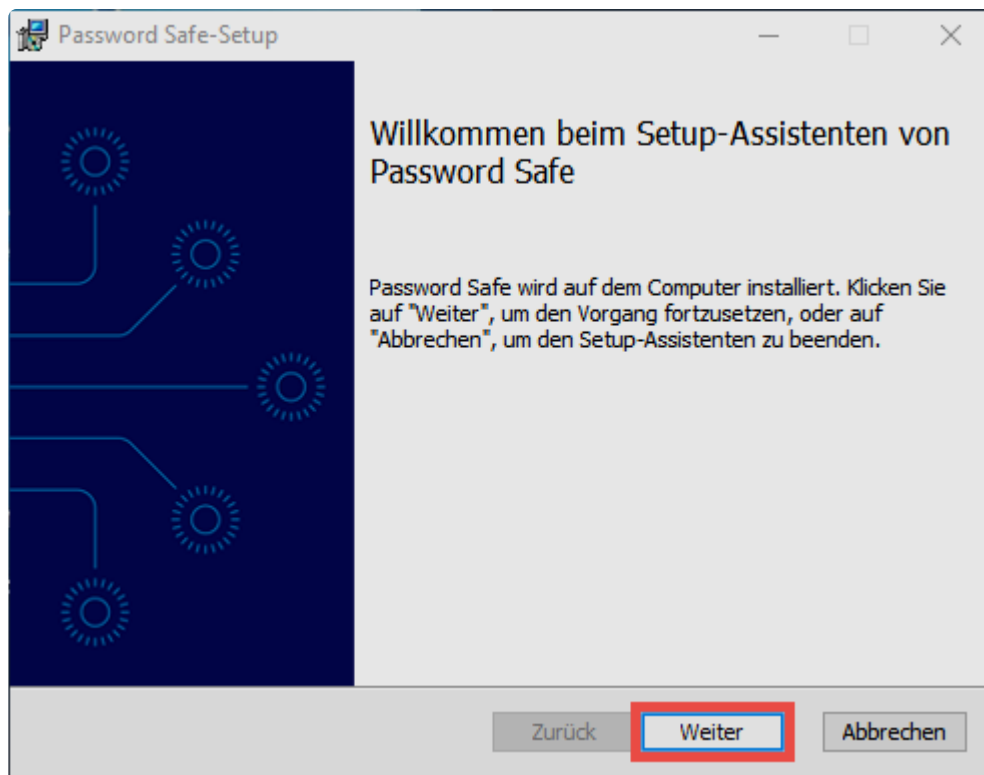 Password Safe-Setup
Willkommen beim Setup-Assistenten von
Password Safe
Password Safe wird auf dem Computer installiert. Klicken Sie
auf "Weiter", um den Vorgang fortzusetzen, oder auf
"Abbrechen", um den Setup-Assistenten zu beenden.
Zurück Weiter Abbrechen